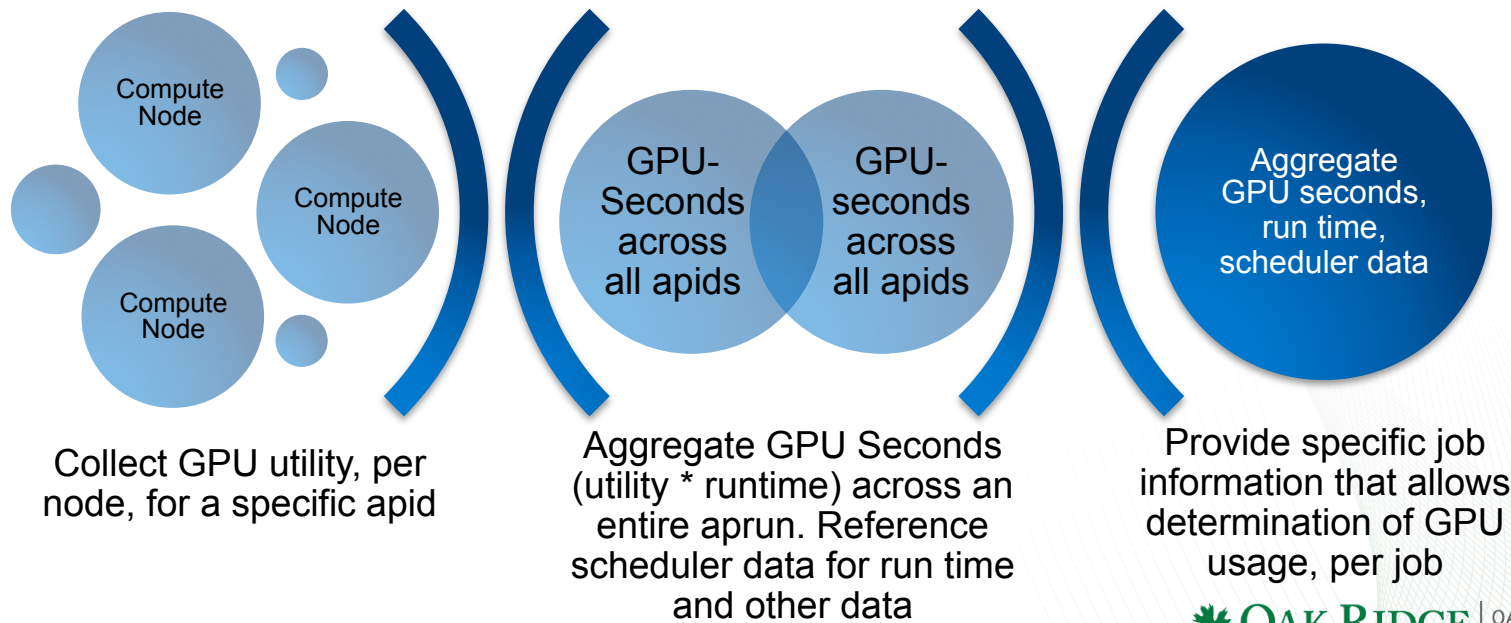 Compute
Node
Compute
Node
Compute
Node
GPU-
Seconds
across
all apids
GPU-
seconds
across
all apids
Aggregate
GPU seconds,
run time,
scheduler data
Collect GPU utility, per
node, for a specific apid
Aggregate GPU Seconds
(utility * runtime) across an
entire aprun. Reference
scheduler data for run time
and other data
Provide specific job
information that allows
determination of GPU
usage, per job
OAK RIDGE